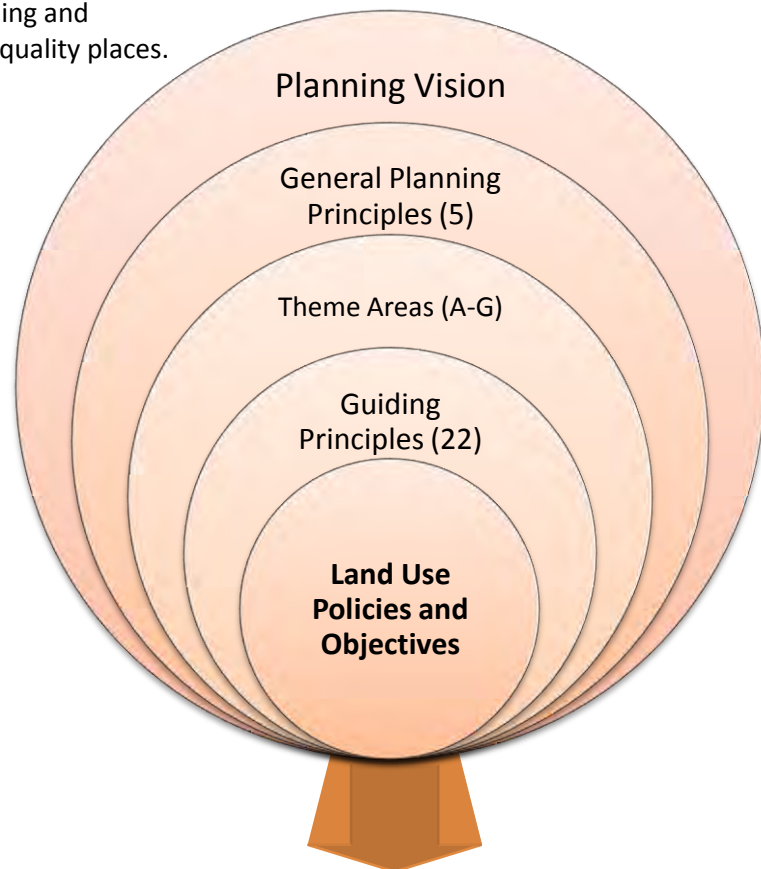 ing and
quality places.
Planning Vision
General Planning
Principles (5)
Theme Areas (A-G)
Guiding
Principles (22)
Land Use
Policies and
Objectives